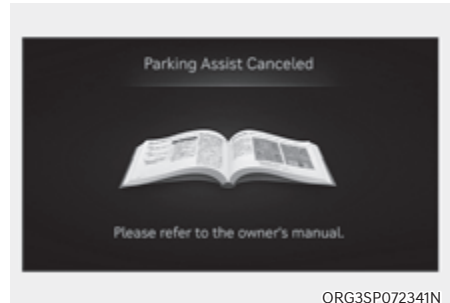 Parking Assist Canceled
Please refer to the owner's manual.
ORG3SP072341N